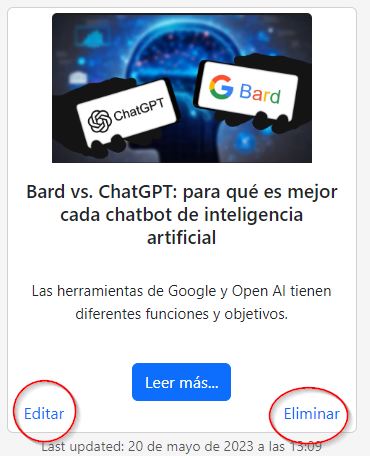 ChatGPT
G Bard
Bard vs. ChatGPT: para qué es mejor
cada chatbot de inteligencia
artificial
Las herramientas de Google y Open AI tienen
diferentes funciones y objetivos.
Leer más...
Editar
Eliminar
Last updated: 20 de mayo de 2023 a las 13:09